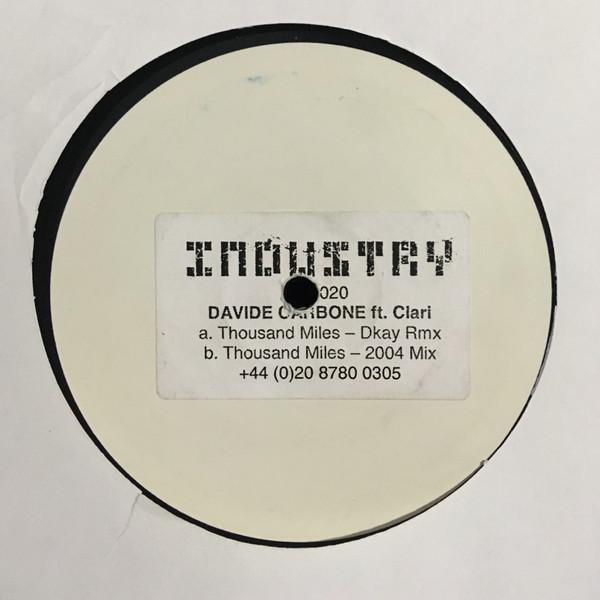 INDUSTRY
020
DAVIDE CARBONE ft. Clari
a. Thousand Miles – Dkay Rmx
b. Thousand Miles – 2004 Mix
+44 (0)20 8780 0305